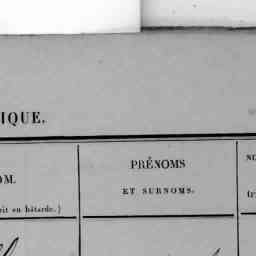 IQUE.
PRÉNOMS
ET SURNOMS.
OM.
it en bâtarde.)